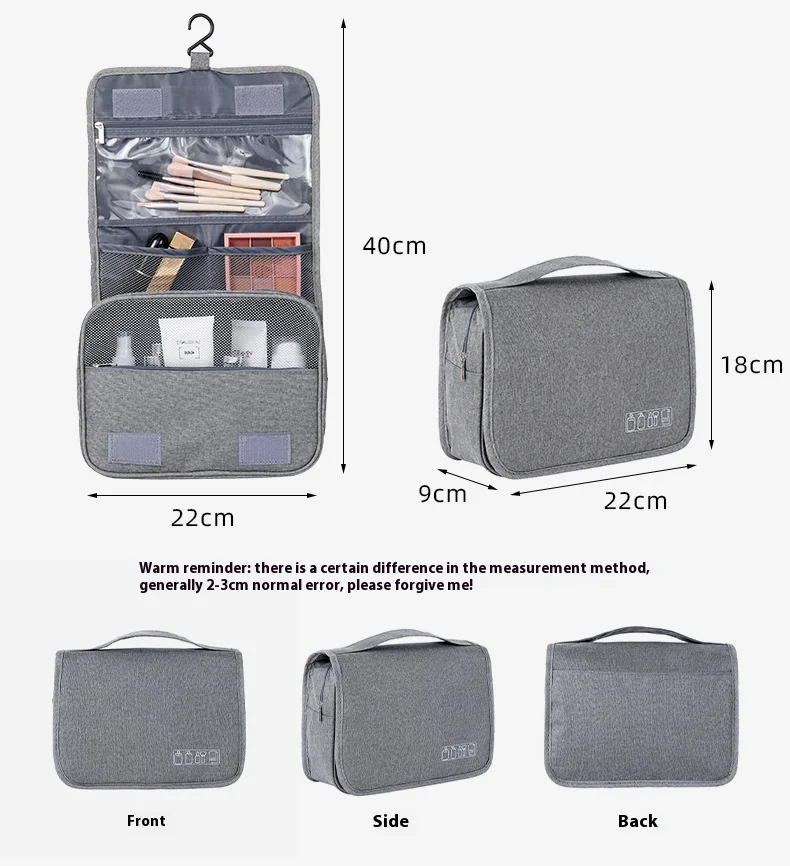 40cm
18cm
9cm
22cm
22cm
Warm reminder: there is a certain difference in the measurement method,
generally 2-3cm normal error, please forgive me!
Front
Side
Back